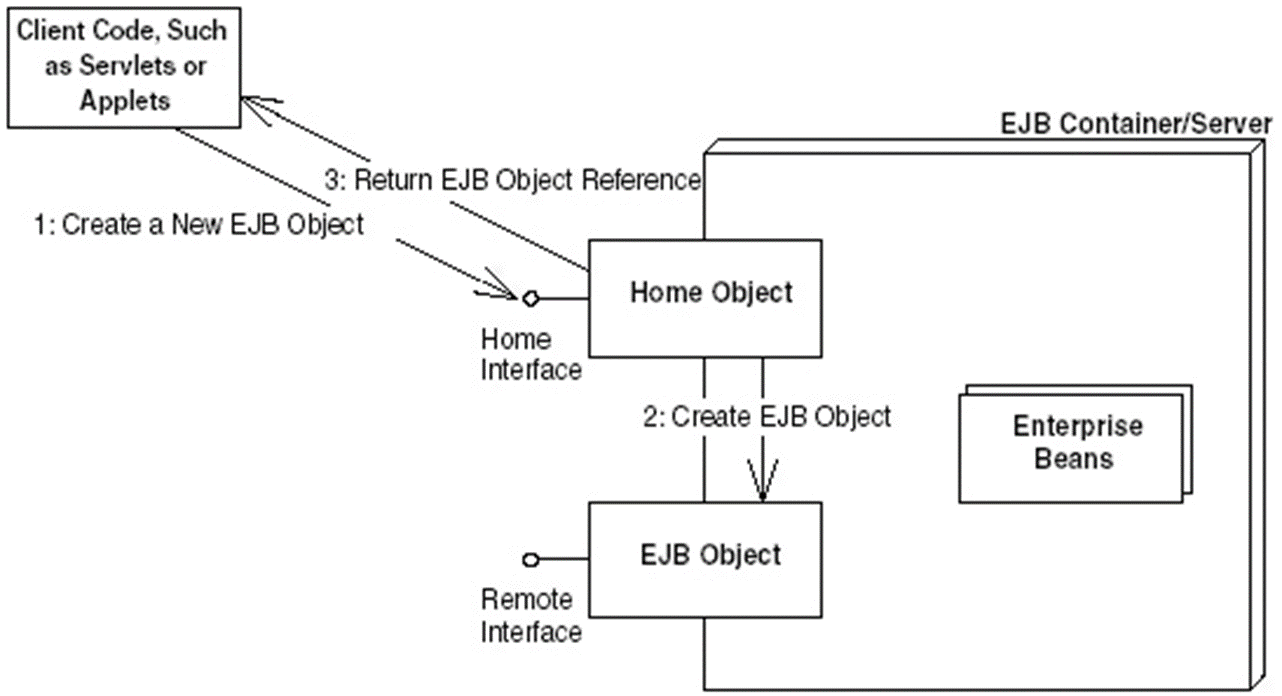 Client Code, Such
as Servlets or
Applets
EJB Container/Server
3: Return EJB Object Reference
1: Create a New EJB Object
Home Object
Home
Interface
2: Create EJB Object
Enterprise
Beans
EJB Object
Remote
Interface